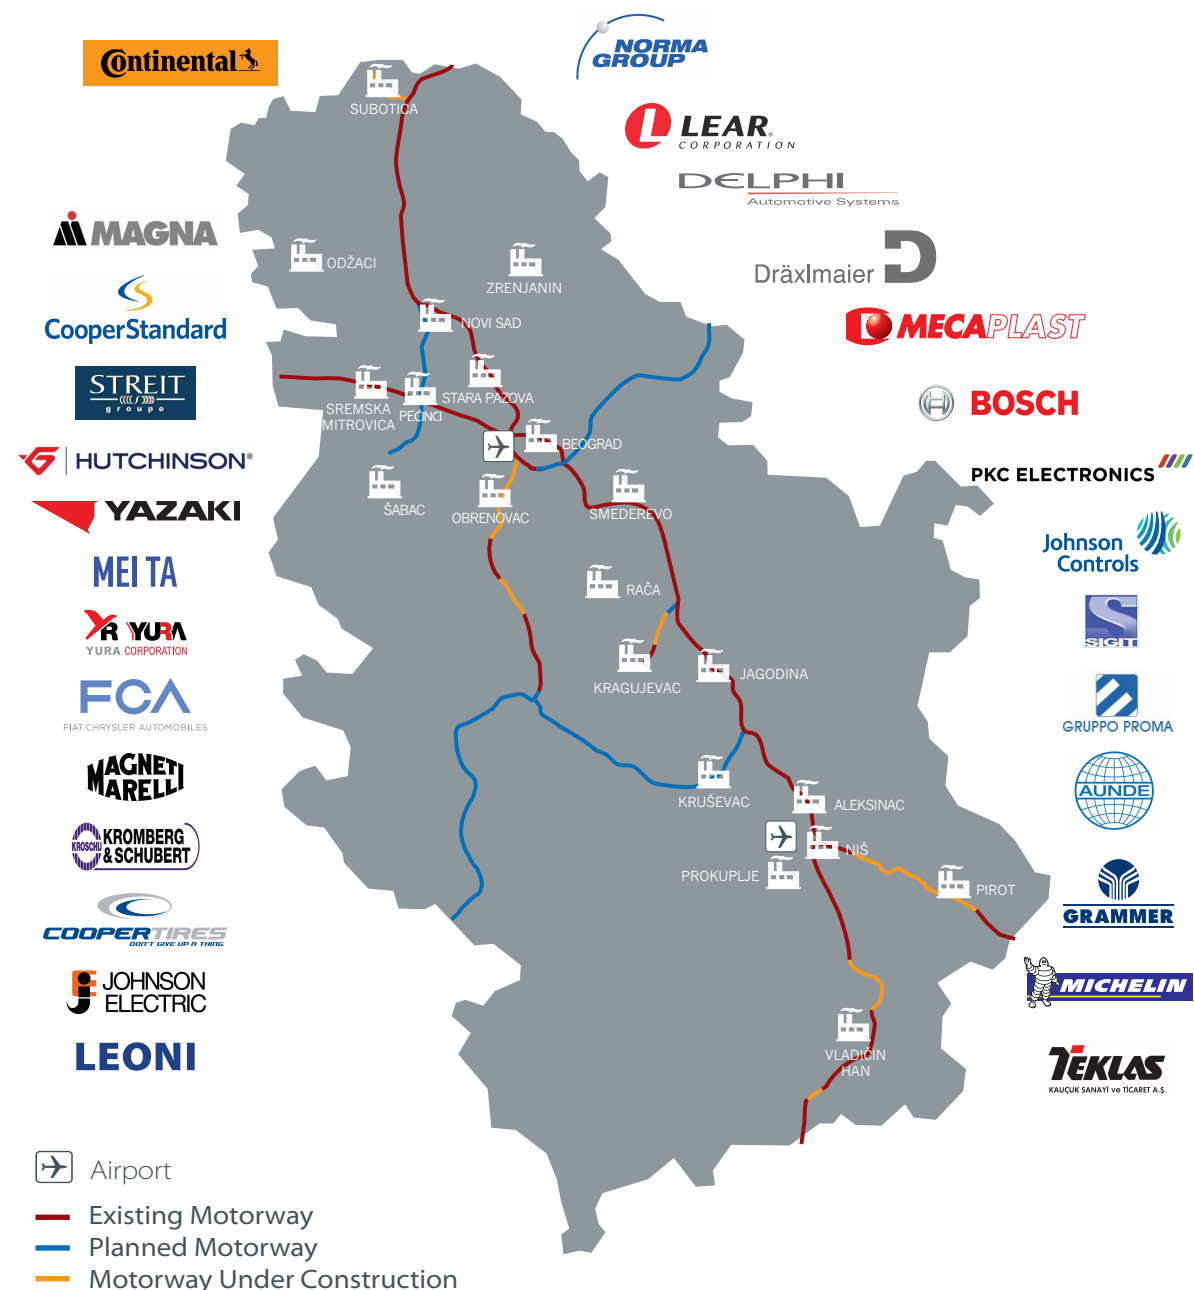 Continental
NORMA
GROUP
LEAR®
CORPORATION
DELPHI
Automotive Systems
MAGNA
Dräxlmaier
CooperStandard
MECAPLAST
STREIT
groupe
BOSCH
HUTCHINSON®
PKC ELECTRONICS
YAZAKI
Johnson
Controls
MEI TA
SIGIT
YR YURA
YURA CORPORATION
FCA
FIAT CHRYSLER AUTOMOBILES
GRUPPO PROMA
MAGNETI
MARELLI
AUNDE
KROSCHU
KROMBERG
& SCHUBERT
GRAMMER
COOPERTIRES
DON'T GIVE UP A THING.
JOHNSON
ELECTRIC
MICHELIN
LEONI
TEKLAS
KAUÇUK SANAYİ ve TİCARET A.Ş.
SUBOTICA
ODŽACI
ZRENJANIN
NOVI SAD
STARA PAZOVA
SREMSKA
MITROVICA
PEĆINCI
BEOGRAD
ŠABAC
OBRENOVAC
SMEDEREVO
RAČA
KRAGUJEVAC
JAGODINA
KRUŠEVAC
ALEKSINAC
NIŠ
PROKUPLJE
PIROT
VLADIČIN
HAN
Airport
Existing Motorway
Planned Motorway
Motorway Under Construction